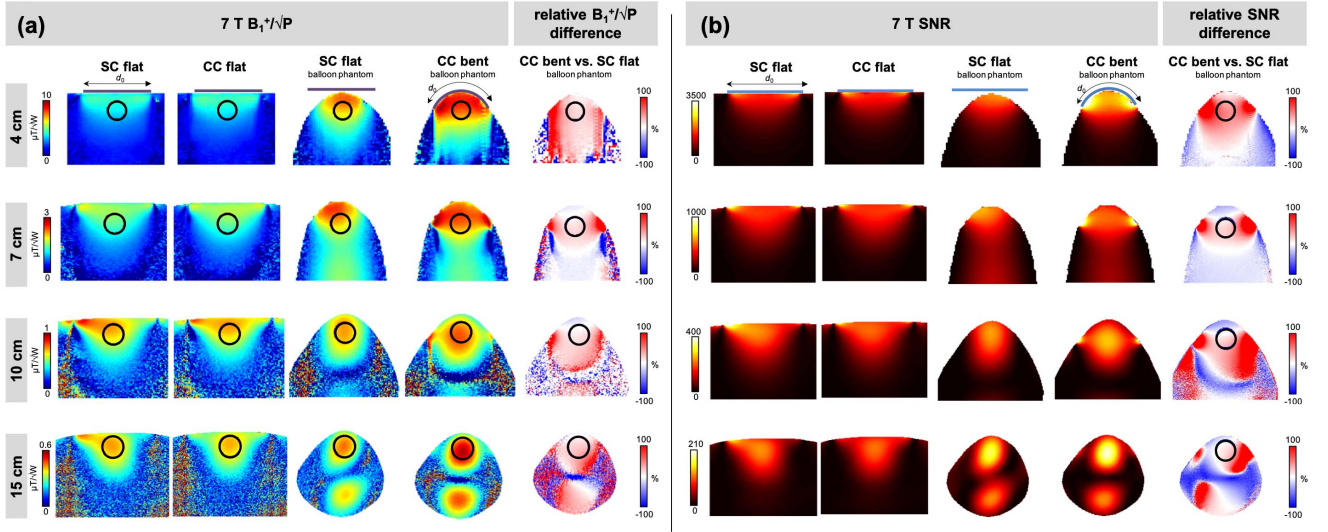 (a)
7 T B₁⁺/√P
relative B₁⁺/√P
difference
SC flat
CC flat
SC flat
balloon phantom
CC bent
balloon phantom
CC bent vs. SC flat
balloon phantom
d₀
d₀
4 cm
10
µT/√W
0
100
%
-100
7 cm
3
µT/√W
0
100
%
-100
10 cm
1
µT/√W
0
100
%
-100
15 cm
0.6
µT/√W
0
100
%
-100
(b)
7 T SNR
relative SNR
difference
SC flat
CC flat
SC flat
balloon phantom
CC bent
balloon phantom
CC bent vs. SC flat
balloon phantom
d₀
d₀
3500
0
100
%
-100
1000
0
100
%
-100
400
0
100
%
-100
210
0
100
%
-100